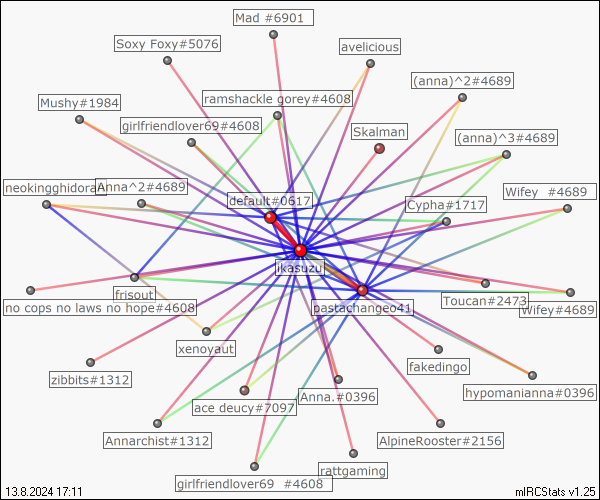 Mad #6901
Soxy Foxy#5076
avelicious
(anna)^2#4689
Mushy#1984
ramshackle gorey#4608
girlfriendlover69#4608
Skalman
(anna)^3#4689
neokingghidorah
Anna^2#4689
default#0617
Cypha#1717
Wifey #4689
ikasuzu
frisout
no cops no laws no hope#4608
pastachangeo41
Toucan#2473
Wifey#4689
xenoyaut
fakedingo
zibbits#1312
ace deucy#7097
Anna.#0396
hypomanianna#0396
Annarchist#1312
AlpineRooster#2156
rattgaming
girlfriendlover69 #4608
13.8.2024 17:11
mIRCStats v1.25